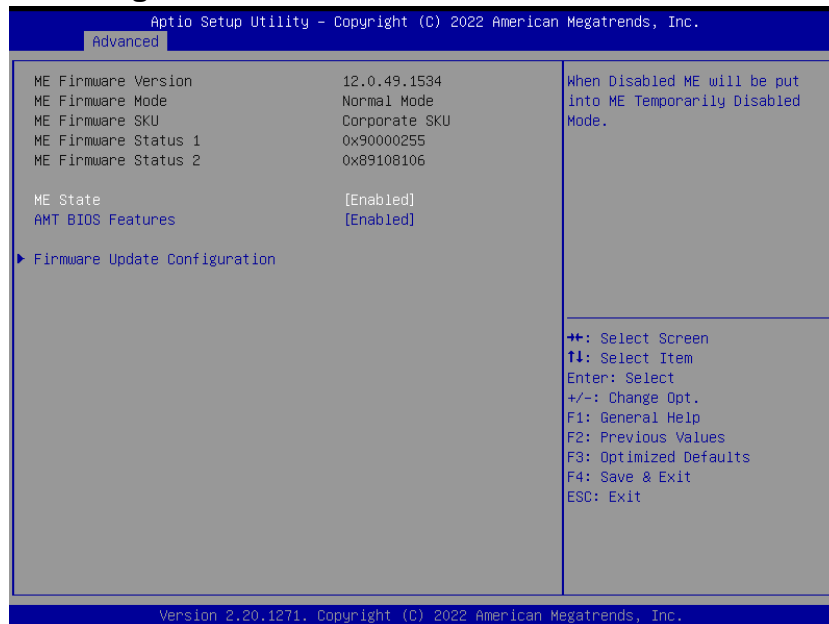 Aptio Setup Utility – Copyright (C) 2022 American Megatrends, Inc.
Advanced
ME Firmware Version 12.0.49.1534
ME Firmware Mode Normal Mode
ME Firmware SKU Corporate SKU
ME Firmware Status 1 0x90000255
ME Firmware Status 2 0x89108106
ME State [Enabled]
AMT BIOS Features [Enabled]
Firmware Update Configuration
When Disabled ME will be put
into ME Temporarily Disabled
Mode.
→←: Select Screen
↑↓: Select Item
Enter: Select
+/-: Change Opt.
F1: General Help
F2: Previous Values
F3: Optimized Defaults
F4: Save & Exit
ESC: Exit
Version 2.20.1271. Copyright (C) 2022 American Megatrends, Inc.